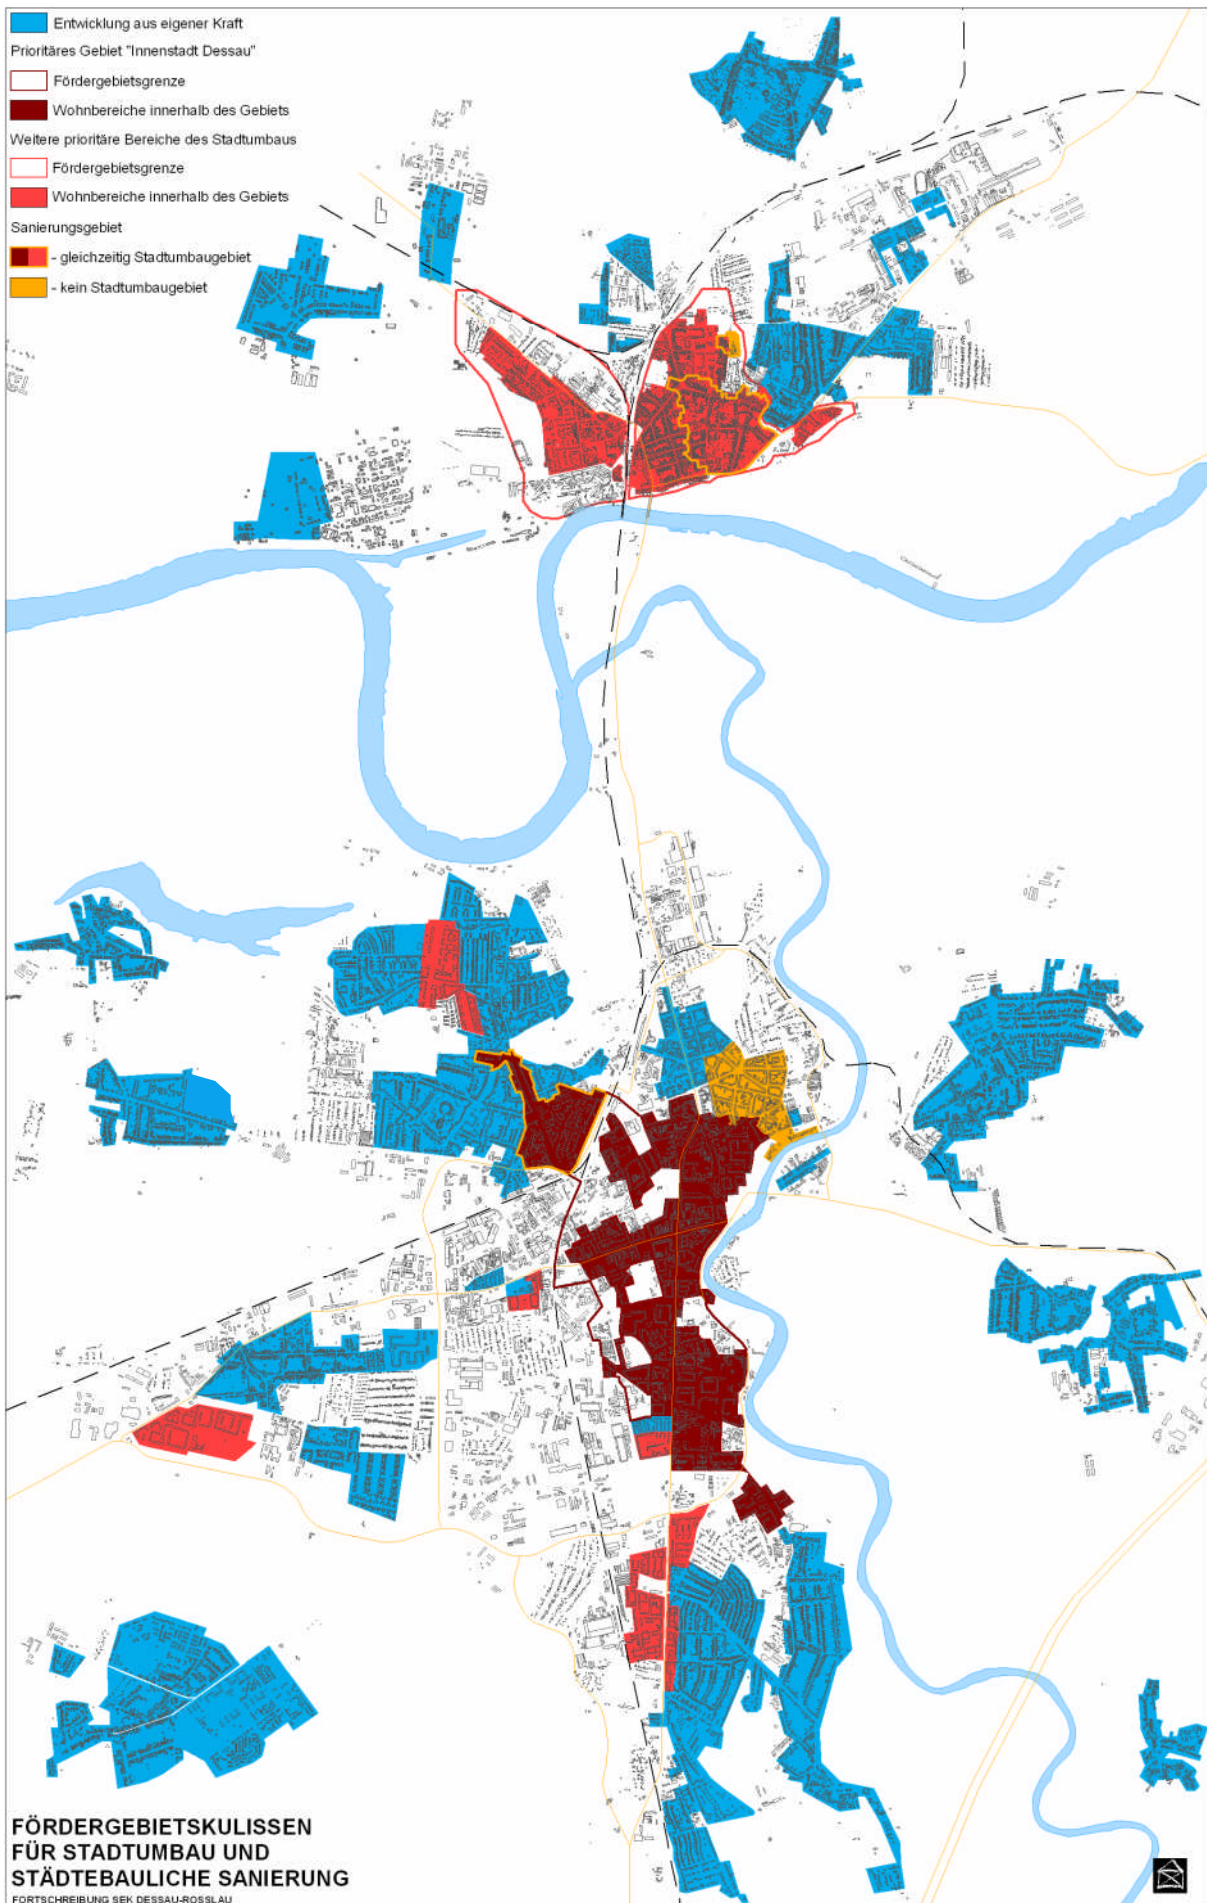 Entwicklung aus eigener Kraft
Prioritäres Gebiet "Innenstadt Dessau"
Fördergebietsgrenze
Wohnbereiche innerhalb des Gebiets
Weitere prioritäre Bereiche des Stadtumbaus
Fördergebietsgrenze
Wohnbereiche innerhalb des Gebiets
Sanierungsgebiet
- gleichzeitig Stadtumbaugebiet
- kein Stadtumbaugebiet
FÖRDERGEBIETSKULISSEN
FÜR STADTUMBAU UND
STÄDTEBAULICHE SANIERUNG
FORTSCHREIBUNG SEK DESSAU-ROSSLAU